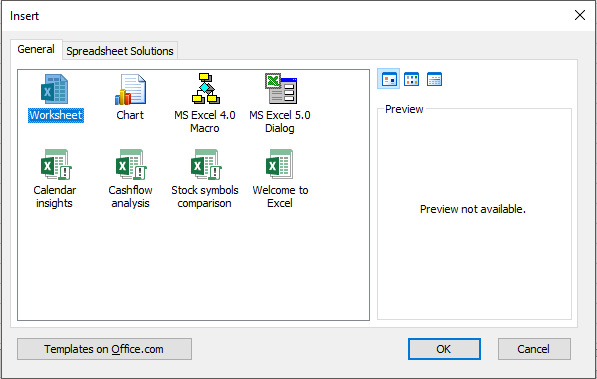 Insert
General
Spreadsheet Solutions
Worksheet
Chart
MS Excel 4.0
Macro
MS Excel 5.0
Dialog
Calendar
insights
Cashflow
analysis
Stock symbols
comparison
Welcome to
Excel
Preview
Preview not available.
Templates on Office.com
OK
Cancel